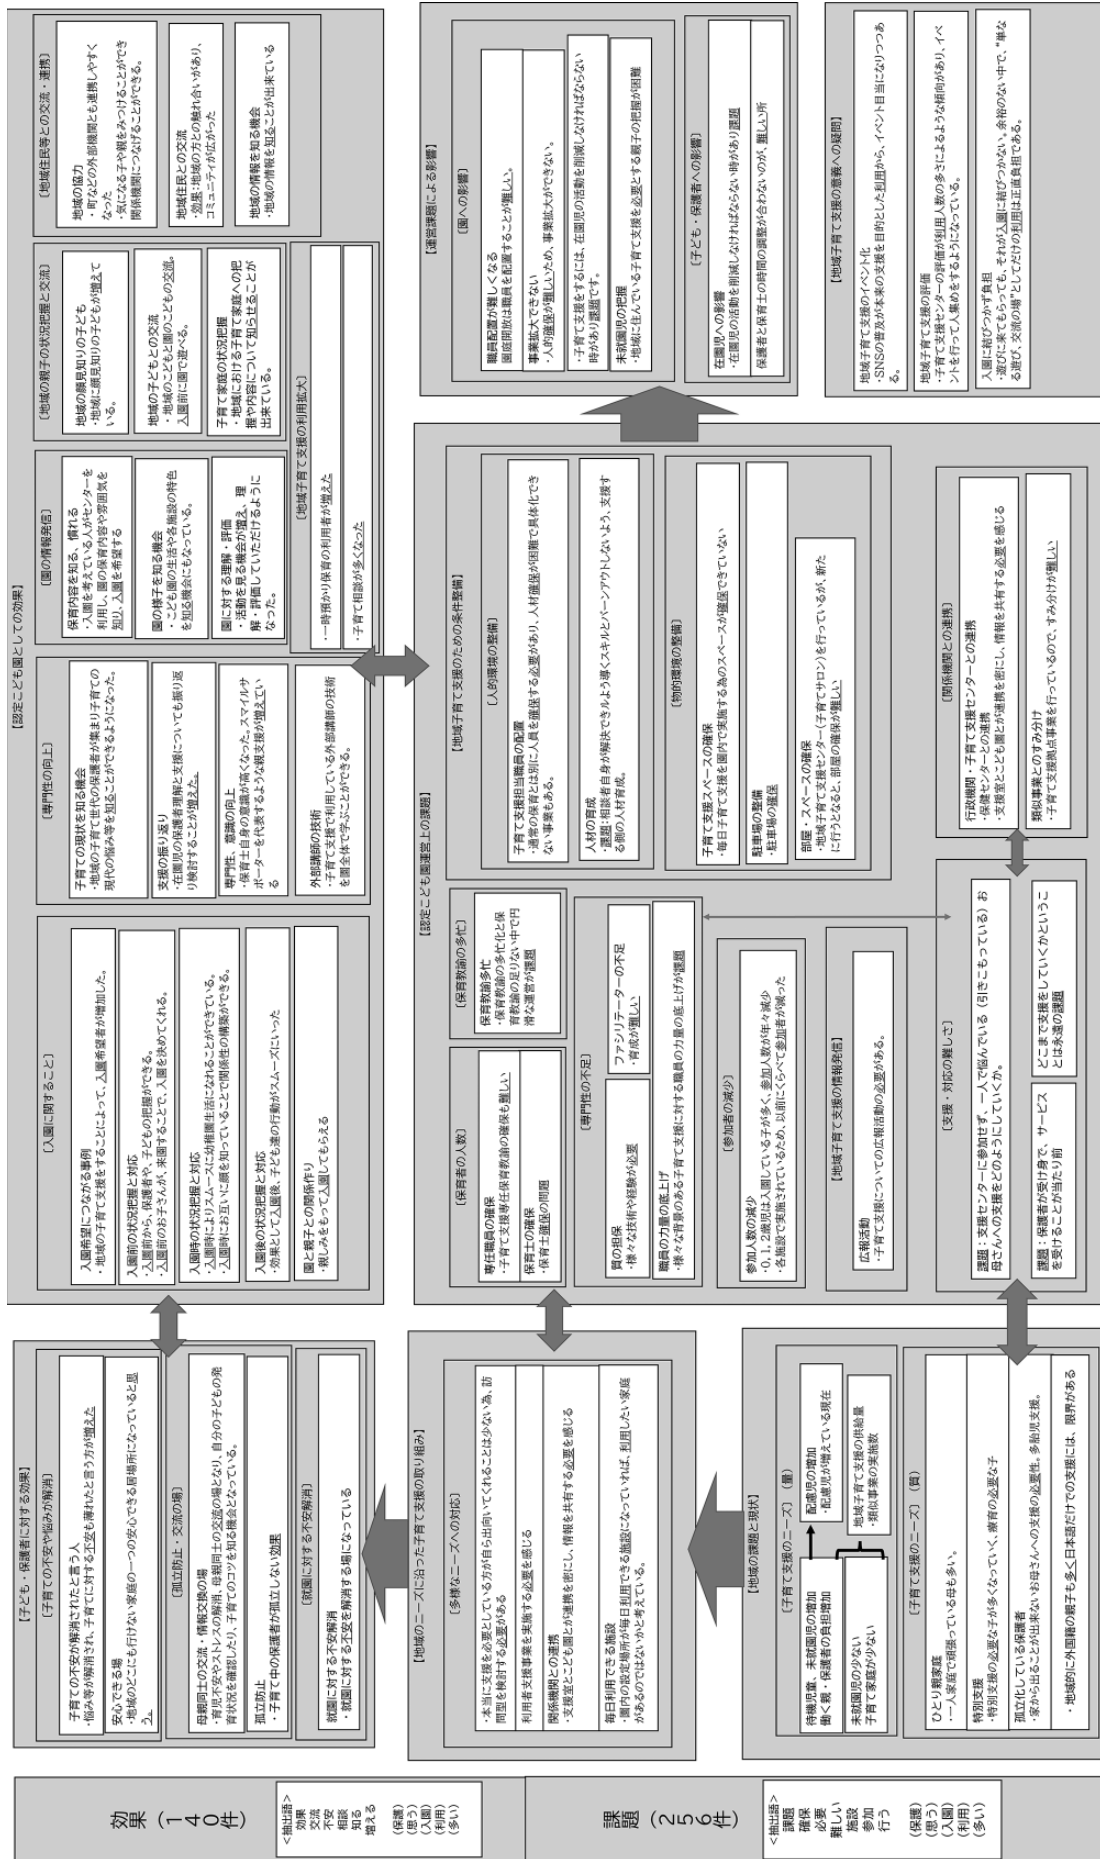 効果（140件）
<抽出語>
効果
交流
不安
相談
知る
増える
(保護)
(思う)
(入園)
(利用)
(多い)
【子ども・保護者に対する効果】
〔子育ての不安や悩みが解消〕
子育ての不安が解消されたと言う人
・悩み等が解消され、子育てに対する不安も薄れたと言う方が増えた
安心できる場
・地域のどこにも行けない家庭の一つの安心できる居場所になっていると思
う。
〔孤立防止・交流の場〕
母親同士の交流・情報交換の場
・育児不安やストレスの解消、母親同士の交流の場となり、自分の子どもの発
育状況を確認したり、子育てのコツを知る機会となっている。
孤立防止
・子育て中の保護者が孤立しない効果
〔就園に対する不安解消〕
就園に対する不安解消
・就園に対する不安を解消する場になっている
【認定こども園としての効果】
〔入園に関すること〕
入園希望につながる事例
・地域の子育て支援をすることによって、入園希望者が増加した。
入園前の状況把握と対応
・入園前から、保護者や、子どもの把握ができる。
・入園前のお子さんが、来園することで、入園を決めてくれる。
入園時の状況把握と対応
・入園時によりスムーズに幼稚園生活になれることができている。
・入園時にお互いに顔を知っていることで関係性の構築ができる。
入園後の状況把握と対応
・効果として入園後、子ども達の行動がスムーズにいった
園と親子との関係作り
・親しみをもって入園してもらえる
〔専門性の向上〕
子育ての現状を知る機会
・地域の子育て世代の保護者が集まり子育ての
現代の悩み等を知ることができるようになった。
支援の振り返り
・在園児の保護者理解と支援についても振り返
り検討することが増えた。
専門性、意識の向上
・保育士自身の意識が高くなった。スマイルサ
ポーターを代表するような親支援が増えてい
る
外部講師の技術
・子育て支援で利用している外部講師の技術
を園全体で学ぶことができる。
〔園の情報発信〕
保育内容を知る、慣れる
・入園を考えている人がセンターを
利用し、園の保育内容や雰囲気を
知り、入園を希望する
園の様子を知る機会
・こども園の生活や各施設の特色
を知る機会にもなっている。
園に対する理解・評価
・活動を見る機会が増え、理
解・評価していただけるように
なった。
〔地域の親子の状況把握と交流〕
地域の顔見知りの子ども
・地域に顔見知りの子どもが増えて
いる。
地域の子どもとの交流
・地域のこどもと園のこどもの交流。
入園前に園で遊べる。
子育て家庭の状況把握
・地域における子育て家庭への把
握や内容について知らせることが
出来ている。
〔地域子育て支援の利用拡大〕
・一時預かり保育の利用者が増えた
・子育て相談が多くなった
〔地域住民等との交流・連携〕
地域の協力
・町などの外部機関とも連携しやすく
なった
・気になる子や親をみつけることができ
関係機関につなげることができる。
地域住民との交流
・効果:地域の方との触れ合いがあり、
コミュニティが広がった
地域の情報を知る機会
・地域の情報を知ることが出来ている
課題（256件）
<抽出語>
課題
確保
必要
難しい
施設
参加
行う
(保護)
(思う)
(入園)
(利用)
(多い)
【地域のニーズに沿った子育て支援の取り組み】
〔多様なニーズへの対応〕
・本当に支援を必要としている方が自ら出向いてくれることは少ない為、訪
問型を検討する必要がある
利用者支援事業を実施する必要を感じる
関係機関との連携
・支援室とこども園とが連携を密にし、情報を共有する必要を感じる
毎日利用できる施設
・園内の設定場所が毎日利用できる施設になっていれば、利用したい家庭
があるのではないかと考えている。
【地域の課題と現状】
〔子育て支援のニーズ〕（量）
待機児童、未就園児の増加
働く親・保護者の負担増加
配慮児の増加
・配慮児が増えている現在
未就園児の少ない
子育て家庭が少ない
地域子育て支援の供給量
・類似事業の実施数
〔子育て支援のニーズ〕（質）
ひとり親家庭
・一人家庭で頑張っている母も多い。
特別支援
・特別支援の必要な子が多くなっていく、療育の必要な子
孤立化している保護者
・家から出ることが出来ないお母さんへの支援の必要性。多胎児支援。
・地域的に外国籍の親子も多く日本語だけでの支援には、限界がある
【認定こども園運営上の課題】
〔保育者の人数〕
専任職員の確保
・子育て支援専任保育教諭の確保も難しい
保育士の確保
・保育士確保の問題
〔保育教諭の多忙〕
保育教諭多忙
・保育教諭の多忙化と保
育教諭の足りない中で円
滑な運営が課題
〔専門性の不足〕
質の担保
・様々な技術や経験が必要
ファシリテーターの不足
・育成が難しい
職員の力量の底上げ
・様々な背景のある子育て支援に対する職員の力量の底上げが課題
〔参加者の減少〕
参加人数の減少
・0,1,2歳児は入園している子が多く、参加人数が年々減少
・各施設で実施されているため、以前にくらべて参加者が減った
〔地域子育て支援の情報発信〕
広報活動
・子育て支援についての広報活動の必要がある。
【地域子育て支援のための条件整備】
〔人的環境の整備〕
子育て支援担当職員の配置
・通常の保育とは別に人員を確保する必要があり、人材確保が困難で具体化でき
ない事業もある。
人材の育成
・課題:相談者自身が解決できルよう導くスキルとバーンアウトしないよう、支援す
る側の人材育成。
〔物的環境の整備〕
子育て支援スペースの確保
・毎日子育て支援を園内で実施する為のスペースが確保できていない
駐車場の整備
・駐車場の確保
部屋・スペースの確保
・地域子育て支援センター(子育てサロン)を行っているが、新た
に行うとなると、部屋の確保が難しい
〔支援・対応の難しさ〕
課題：支援センターに参加せず、一人で悩んでいる（引きこもっている）お
母さんへの支援をどのようにしていくか。
課題：保護者が受け身で、サービス
を受けることが当たり前
どこまで支援をしていくかというこ
とは永遠の課題
〔関係機関との連携〕
行政機関・子育て支援センターとの連携
・保健センターとの連携
・支援室とこども園とが連携を密にし、情報を共有する必要を感じる
類似事業とのすみ分け
・子育て支援拠点事業を行っているので、すみ分けが難しい
【運営課題による影響】
〔園への影響〕
職員配置が難しくなる
園庭開放は職員を配置することが難しい。
事業拡大できない
・人的確保が難しいため、事業拡大ができない。
・子育て支援をするには、在園児の活動を削減しなければならない
時があり課題です。
未就園児の把握
・地域に住んでいる子育て支援を必要とする親子の把握が困難
〔子ども・保護者への影響〕
在園児への影響
・在園児の活動を削減しなければならない時があり課題
保護者と保育士の時間の調整が合わないのが、難しい所
【地域子育て支援の意義への疑問】
地域子育て支援のイベント化
・SNSの普及が本来の支援を目的とした利用から、イベント目当になりつつあ
る。
地域子育て支援の評価
・子育て支援センターの評価が利用人数の多さによるような傾向があり、イベ
ントを行って人集めをするようになっている。
入園に結びつかず負担
・遊びに来てもらっても、それが入園に結びつかない。余裕のない中で、“単な
る遊び、交流の場”としてだけの利用は正直負担である。